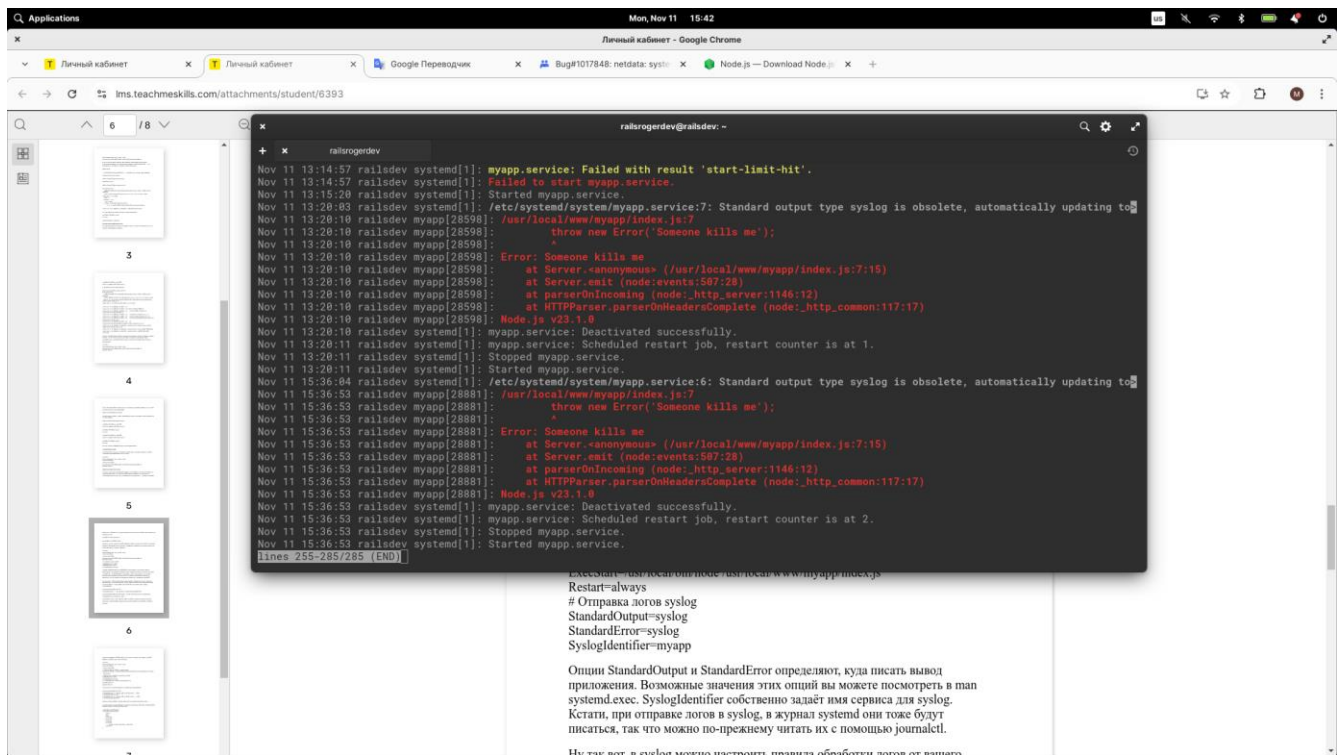 Applications
Mon, Nov 11 15:42
us
Личный кабинет - Google Chrome
Личный кабинет
Личный кабинет
Google Переводчик
Bug#1017848: netdata: syste
Node.js — Download Node.js
lms.teachmeskills.com/attachments/student/6393
M
6 /8
railsrogerdev@railsdev: ~
railsrogerdev
Nov 11 13:14:57 railsdev systemd[1]: myapp.service: Failed with result 'start-limit-hit'.
Nov 11 13:14:57 railsdev systemd[1]: Failed to start myapp.service.
Nov 11 13:15:20 railsdev systemd[1]: Started myapp.service.
Nov 11 13:20:03 railsdev systemd[1]: /etc/systemd/system/myapp.service:7: Standard output type syslog is obsolete, automatically updating to>
Nov 11 13:20:10 railsdev myapp[28598]: /usr/local/www/myapp/index.js:7
Nov 11 13:20:10 railsdev myapp[28598]: throw new Error('Someone kills me');
Nov 11 13:20:10 railsdev myapp[28598]: ^
Nov 11 13:20:10 railsdev myapp[28598]: Error: Someone kills me
Nov 11 13:20:10 railsdev myapp[28598]: at Server.<anonymous> (/usr/local/www/myapp/index.js:7:15)
Nov 11 13:20:10 railsdev myapp[28598]: at Server.emit (node:events:507:28)
Nov 11 13:20:10 railsdev myapp[28598]: at parserOnIncoming (node:_http_server:1146:12)
Nov 11 13:20:10 railsdev myapp[28598]: at HTTPParser.parserOnHeadersComplete (node:_http_common:117:17)
Nov 11 13:20:10 railsdev myapp[28598]: Node.js v23.1.0
Nov 11 13:20:10 railsdev systemd[1]: myapp.service: Deactivated successfully.
Nov 11 13:20:11 railsdev systemd[1]: myapp.service: Scheduled restart job, restart counter is at 1.
Nov 11 13:20:11 railsdev systemd[1]: Stopped myapp.service.
Nov 11 13:20:11 railsdev systemd[1]: Started myapp.service.
Nov 11 15:36:04 railsdev systemd[1]: /etc/systemd/system/myapp.service:6: Standard output type syslog is obsolete, automatically updating to>
Nov 11 15:36:53 railsdev myapp[28881]: /usr/local/www/myapp/index.js:7
Nov 11 15:36:53 railsdev myapp[28881]: throw new Error('Someone kills me');
Nov 11 15:36:53 railsdev myapp[28881]: ^
Nov 11 15:36:53 railsdev myapp[28881]: Error: Someone kills me
Nov 11 15:36:53 railsdev myapp[28881]: at Server.<anonymous> (/usr/local/www/myapp/index.js:7:15)
Nov 11 15:36:53 railsdev myapp[28881]: at Server.emit (node:events:507:28)
Nov 11 15:36:53 railsdev myapp[28881]: at parserOnIncoming (node:_http_server:1146:12)
Nov 11 15:36:53 railsdev myapp[28881]: at HTTPParser.parserOnHeadersComplete (node:_http_common:117:17)
Nov 11 15:36:53 railsdev myapp[28881]: Node.js v23.1.0
Nov 11 15:36:53 railsdev systemd[1]: myapp.service: Deactivated successfully.
Nov 11 15:36:53 railsdev systemd[1]: myapp.service: Scheduled restart job, restart counter is at 2.
Nov 11 15:36:53 railsdev systemd[1]: Stopped myapp.service.
Nov 11 15:36:53 railsdev systemd[1]: Started myapp.service.
lines 255-285/285 (END)
3
4
5
6
ExecStart=/usr/local/bin/node /usr/local/www/myapp/index.js
Restart=always
# Отправка логов syslog
StandardOutput=syslog
StandardError=syslog
SyslogIdentifier=myapp
Опции StandardOutput и StandardError определяют, куда писать вывод
приложения. Возможные значения этих опций вы можете посмотреть в man
systemd.exec. SyslogIdentifier собственно задаёт имя сервиса для syslog.
Кстати, при отправке логов в syslog, в журнал systemd они тоже будут
писаться, так что можно по-прежнему читать их с помощью journalctl.
Ну так вот, в syslog можно настроить правила обработки логов от вашего